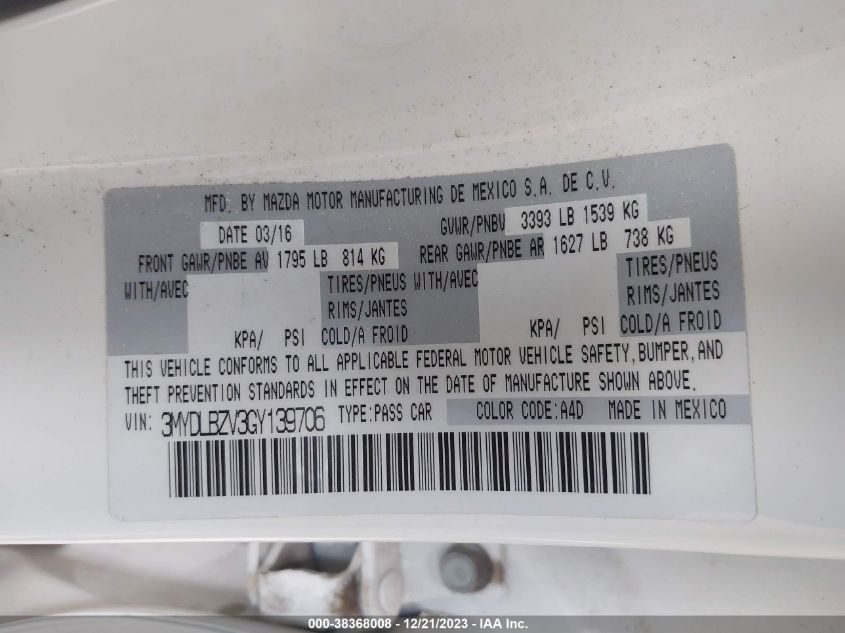 MFD. BY MAZDA MOTOR MANUFACTURING DE MEXICO S.A. DE C.V.
DATE 03/16 GVWR/PNBV 3393 LB 1539 KG
FRONT GAWR/PNBE AV 1795 LB 814 KG REAR GAWR/PNBE AR 1627 LB 738 KG
WITH/AVEC TIRES/PNEUS WITH/AVEC TIRES/PNEUS
RIMS/JANTES RIMS/JANTES
KPA/ PSI COLD/A FROID KPA/ PSI COLD/A FROID
THIS VEHICLE CONFORMS TO ALL APPLICABLE FEDERAL MOTOR VEHICLE SAFETY,BUMPER,AND
THEFT PREVENTION STANDARDS IN EFFECT ON THE DATE OF MANUFACTURE SHOWN ABOVE.
VIN: 3MYDLBZV3GY139706 TYPE:PASS CAR COLOR CODE:A4D MADE IN MEXICO
000-38368008 - 12/21/2023 - IAA Inc.